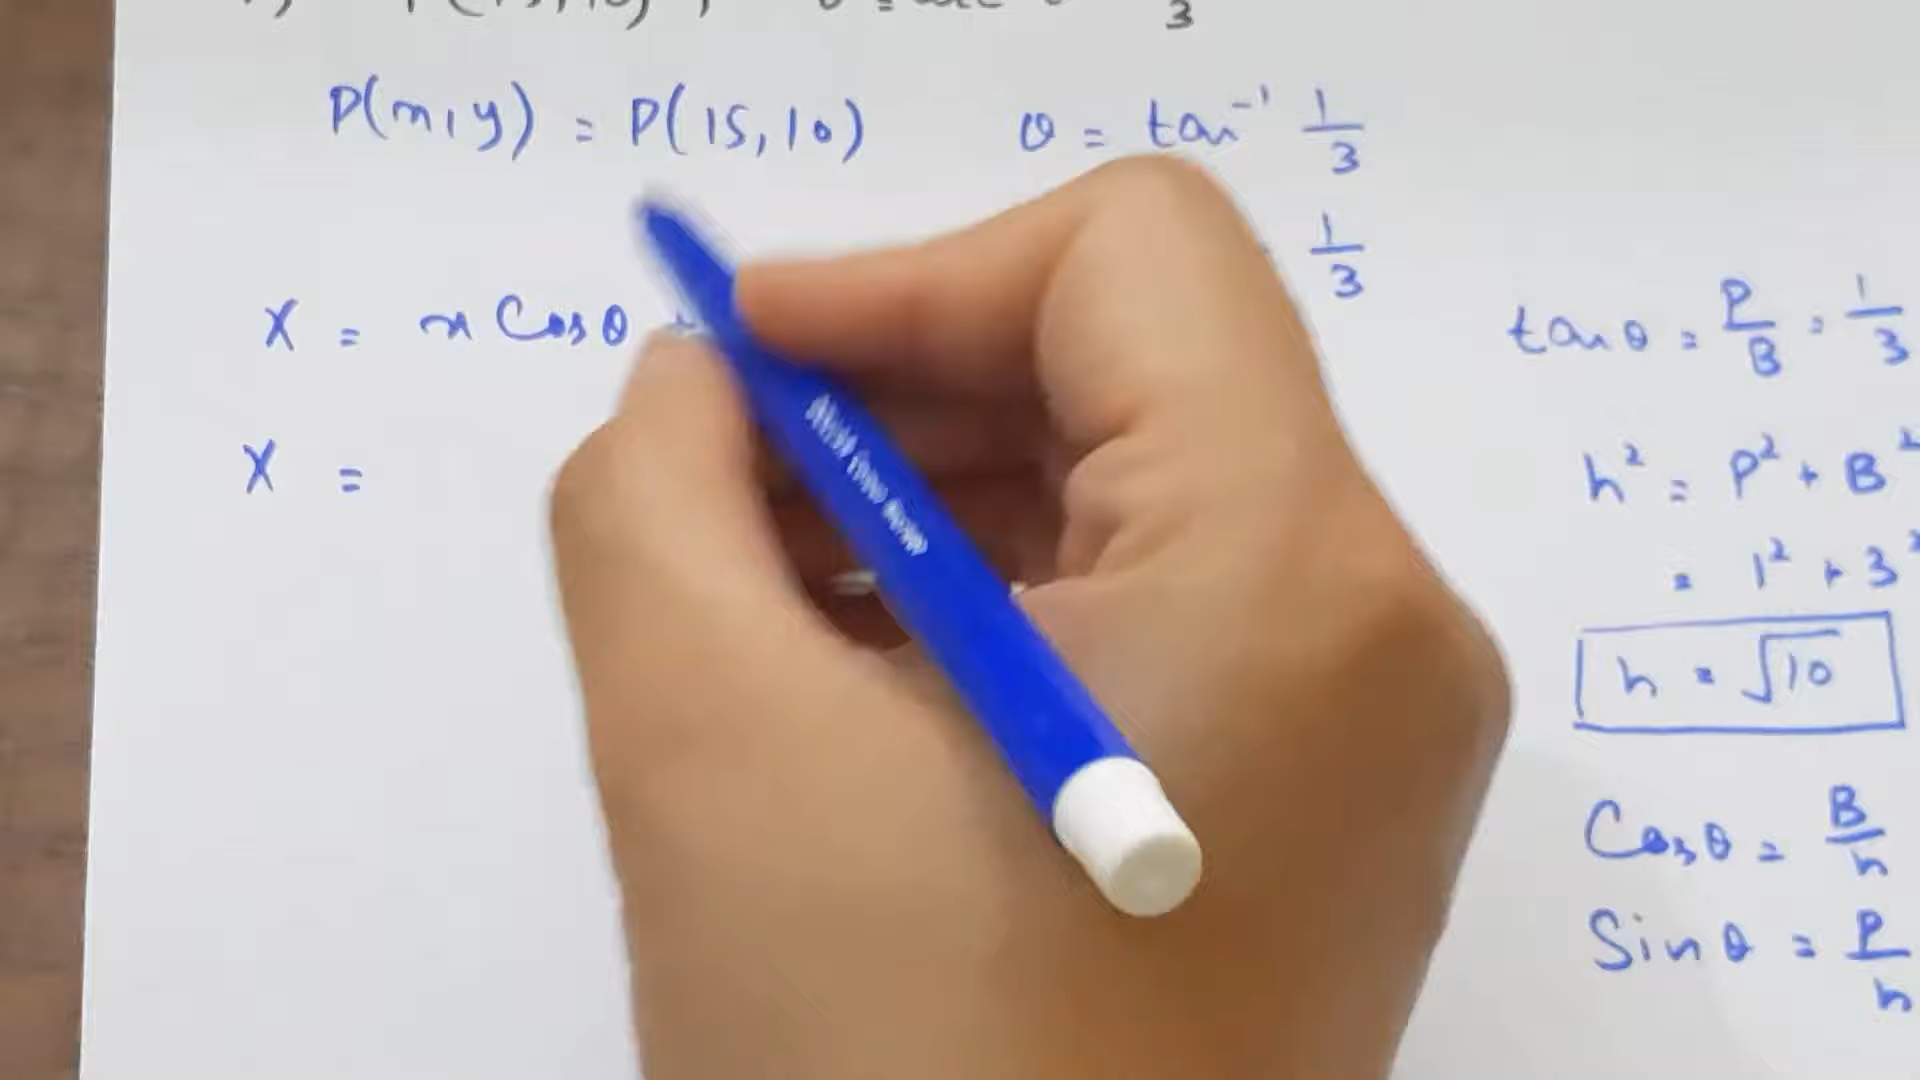 P(x, y) = P(15, 10) θ = tan⁻¹ 1/3
1/3
X = x Cosθ +
X =
tanθ = P/B = 1/3
h² = P² + B²
= 1² + 3²
h = √10
Cosθ = B/h
Sinθ = P/h